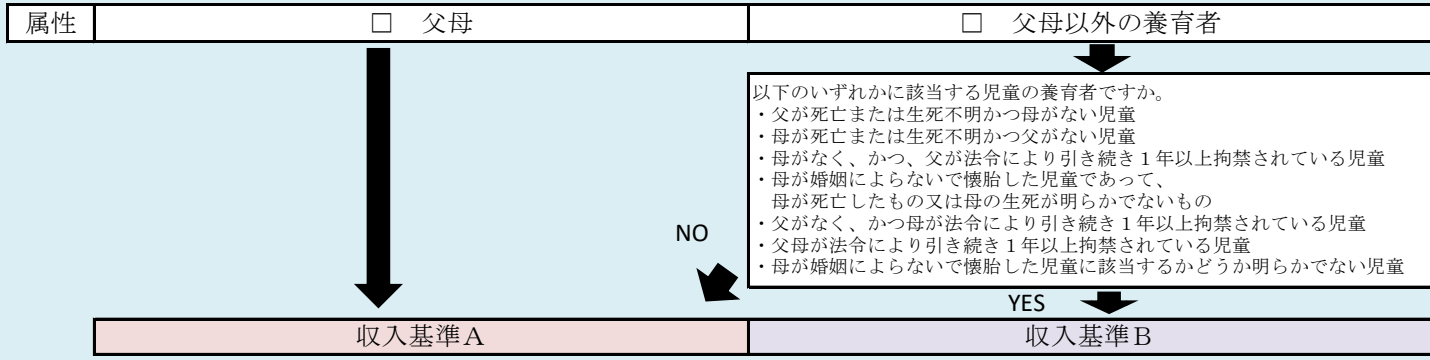 属性
□ 父母
□ 父母以外の養育者
以下のいずれかに該当する児童の養育者ですか。
・父が死亡または生死不明かつ母がない児童
・母が死亡または生死不明かつ父がない児童
・母がなく、かつ、父が法令により引き続き１年以上拘禁されている児童
・母が婚姻によらないで懐胎した児童であって、
母が死亡したもの又は母の生死が明らかでないもの
・父がなく、かつ母が法令により引き続き１年以上拘禁されている児童
・父母が法令により引き続き１年以上拘禁されている児童
・母が婚姻によらないで懐胎した児童に該当するかどうか明らかでない児童
NO
YES
収入基準Ａ
収入基準Ｂ